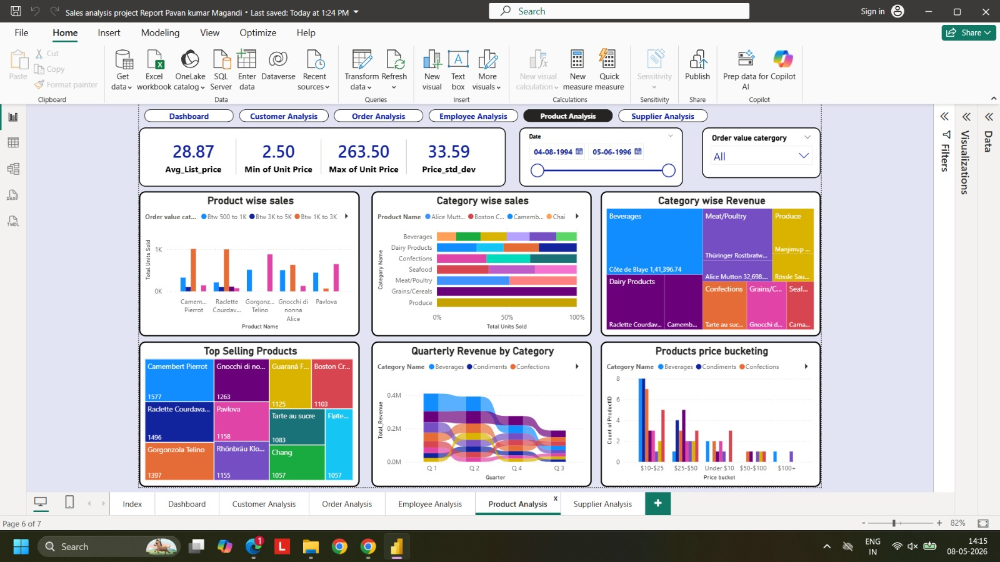 Sales analysis project Report Pavan kumar Magandi • Last saved: Today at 1:24 PM
Search
Sign in
File Home Insert Modeling View Optimize Help
Share
Paste
Cut
Copy
Format painter
Clipboard
Get data
Excel workbook
OneLake catalog
SQL Server
Enter data
Dataverse
Recent sources
Data
Transform data
Refresh
Queries
New visual
Text box
More visuals
Insert
New visual calculation
New measure
Quick measure
Calculations
Sensitivity
Sensitivity
Publish
Share
Prep data for AI
Copilot
Copilot
Dashboard
Customer Analysis
Order Analysis
Employee Analysis
Product Analysis
Supplier Analysis
28.87
Avg_List_price
2.50
Min of Unit Price
263.50
Max of Unit Price
33.59
Price_std_dev
Date
04-08-1994
05-06-1996
Order value catergory
All
Filters
Visualizations
Data
DAX
TMDL
Product wise sales
Order value cat... Btw 500 to 1K Btw 3K to 5K Btw 1K to 3K
Total Units Sold
1K
0K
Camem... Pierrot
Raclette Courdav...
Gorgonz... Telino
Gnocchi di nonna Alice
Pavlova
Product Name
Category wise sales
Product Name Alice Mutt... Boston C... Camemb... Chai
Category Name
Beverages
Dairy Products
Confections
Seafood
Meat/Poultry
Grains/Cereals
Produce
0% 50% 100%
Total Units Sold
Category wise Revenue
Beverages
Côte de Blaye 1,41,396.74
Meat/Poultry
Thüringer Rostbratw...
Alice Mutton 32,698....
Produce
Manjimup ...
Rössle Sau...
Dairy Products
Raclette Courdav...
Camemb...
Confections
Tarte au suc...
Grains/C...
Gnocchi d...
Seaf...
Carna...
Top Selling Products
Camembert Pierrot
1577
Raclette Courdava...
1496
Gorgonzola Telino
1397
Gnocchi di no...
1263
Pavlova
1158
Rhönbräu Klo...
1155
Guaraná F...
1125
Boston Cr...
1103
Tarte au sucre
1083
Chang
1057
Fløte...
1057
Quarterly Revenue by Category
Category Name Beverages Condiments Confections
Total_Revenue
0.4M
0.2M
0.0M
Q 1 Q 2 Q 4 Q 3
Quarter
Products price bucketing
Category Name Beverages Condiments Confections
Count of ProductID
8
6
4
2
0
$10-$25 $25-$50 Under $10 $50-$100 $100+
Price bucket
Index Dashboard Customer Analysis Order Analysis Employee Analysis Product Analysis x Supplier Analysis +
Page 6 of 7
- + 82%
Search
1
L
ENG
IN
14:15
08-05-2026